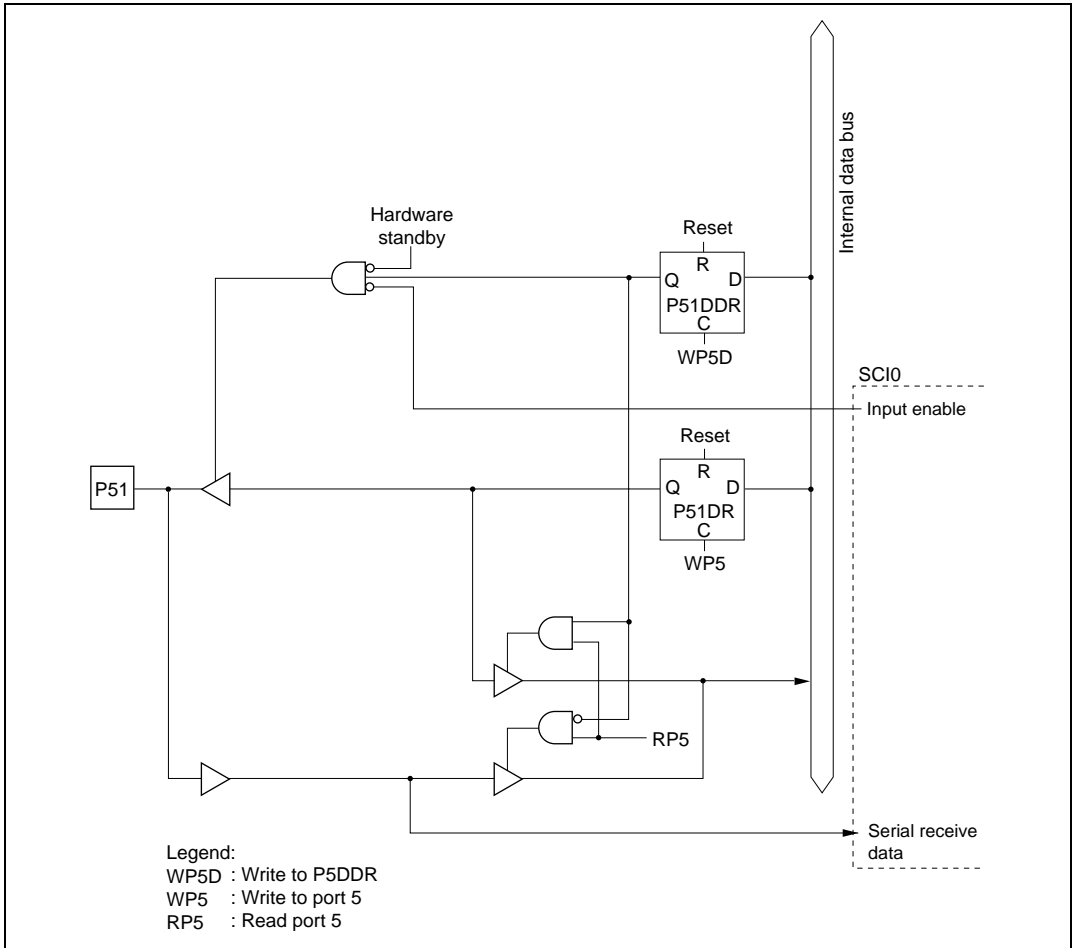 Internal data bus
Hardware
standby
Reset
R
Q D
P51DDR
C
WP5D
SCI0
Input enable
Reset
R
P51
Q D
P51DR
C
WP5
RP5
Serial receive
data
Legend:
WP5D : Write to P5DDR
WP5 : Write to port 5
RP5 : Read port 5